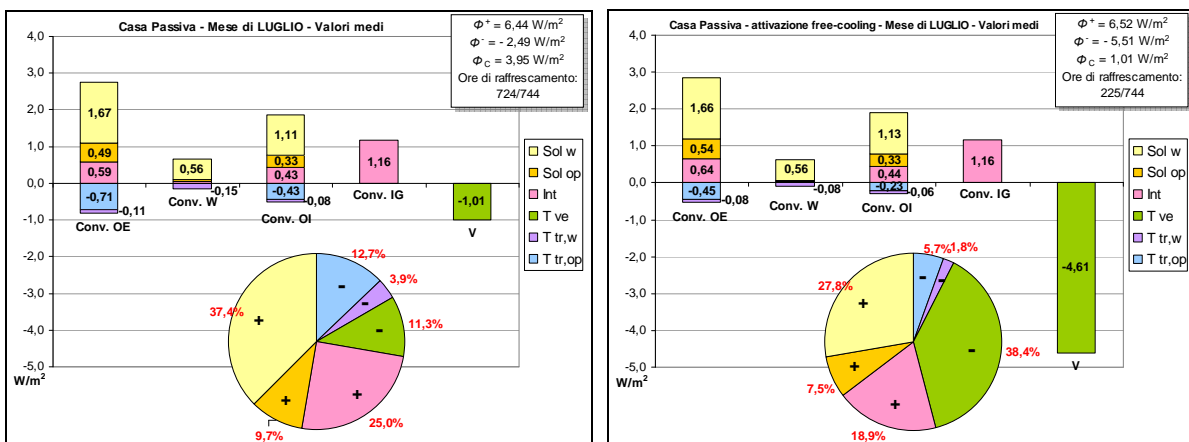 Casa Passiva - Mese di LUGLIO - Valori medi
Φ+ = 6,44 W/m²
Φ- = - 2,49 W/m²
ΦC = 3,95 W/m²
Ore di raffrescamento:
724/744
4,0
3,0
2,0
1,0
0,0
-1,0
-2,0
-3,0
-4,0
-5,0
W/m²
1,67
0,49
0,59
-0,71
-0,11
Conv. OE
0,56
-0,15
Conv. W
1,11
0,33
0,43
-0,43
-0,08
Conv. OI
1,16
Conv. IG
-1,01
V
Sol w
Sol op
Int
T ve
T tr,w
T tr,op
12,7%
3,9%
11,3%
25,0%
9,7%
37,4%
-
-
-
+
+
+
Casa Passiva - attivazione free-cooling - Mese di LUGLIO - Valori medi
Φ+ = 6,52 W/m²
Φ- = -5,51 W/m²
ΦC = 1,01 W/m²
Ore di raffrescamento:
225/744
4,0
3,0
2,0
1,0
0,0
-1,0
-2,0
-3,0
-4,0
-5,0
W/m²
1,66
0,54
0,64
-0,45
-0,08
Conv. OE
0,56
-0,08
Conv. W
1,13
0,33
0,44
-0,23
-0,06
Conv. OI
1,16
Conv. IG
-4,61
V
Sol w
Sol op
Int
T ve
T tr,w
T tr,op
5,7%
1,8%
38,4%
18,9%
7,5%
27,8%
-
-
-
+
+
+